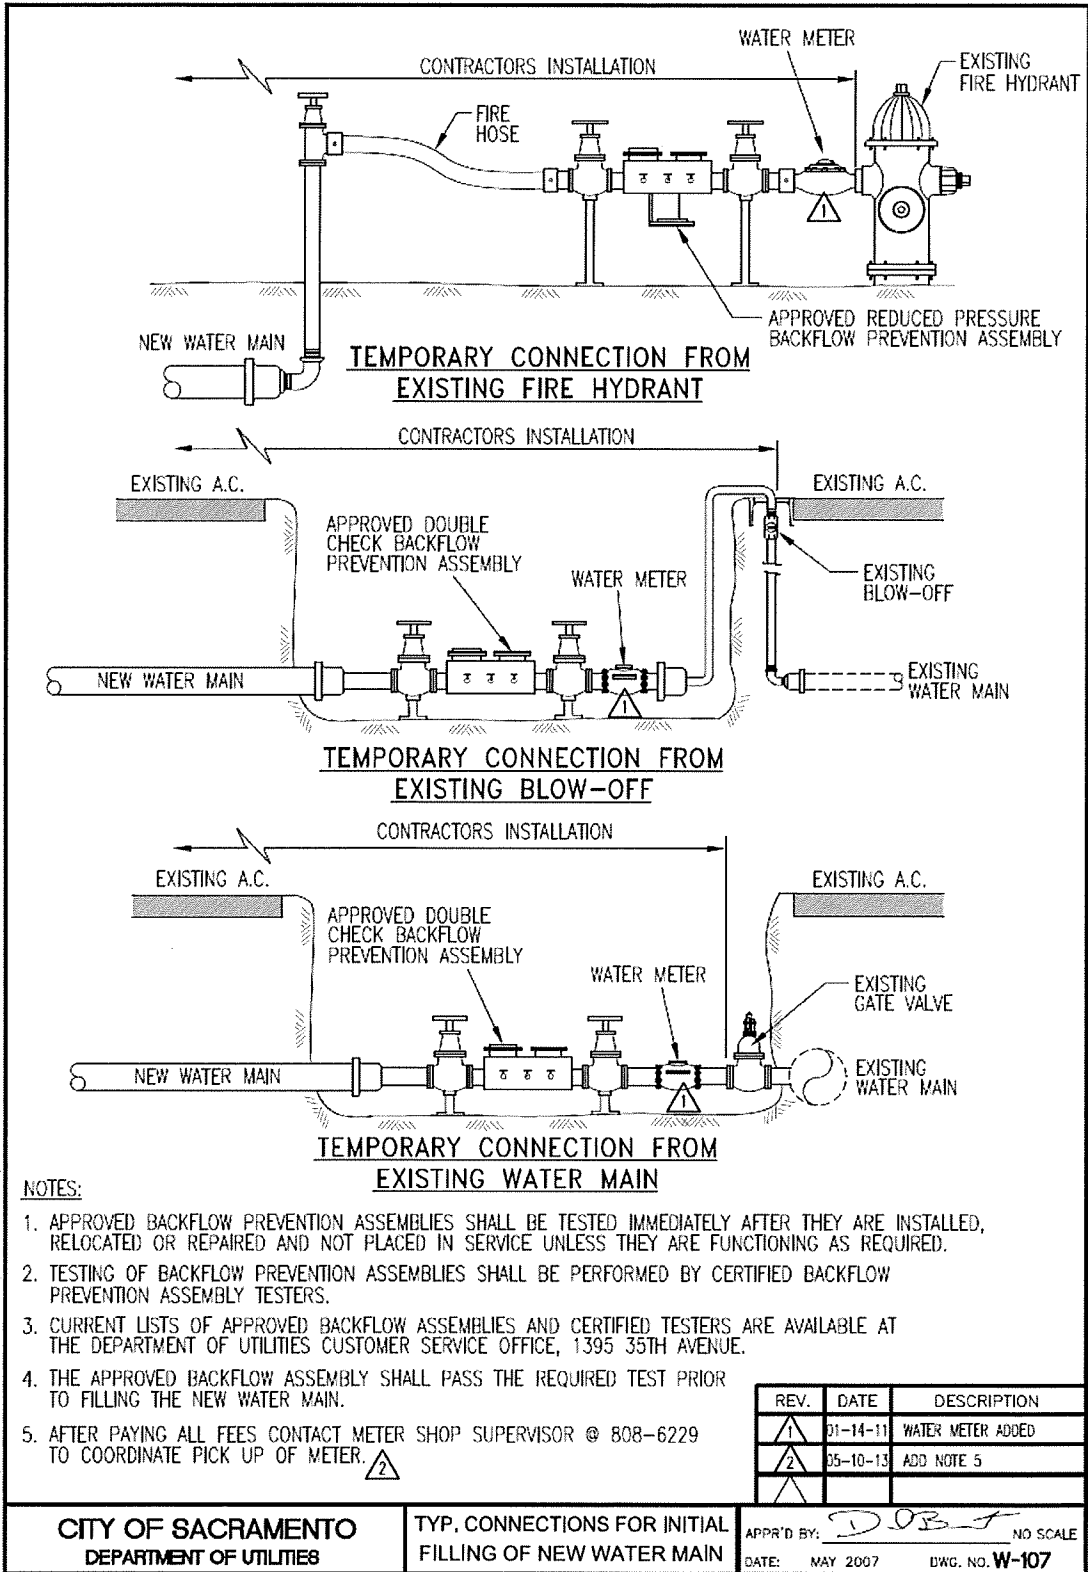 WATER METER
CONTRACTORS INSTALLATION
EXISTING
FIRE HYDRANT
FIRE
HOSE
1
APPROVED REDUCED PRESSURE
BACKFLOW PREVENTION ASSEMBLY
NEW WATER MAIN
TEMPORARY CONNECTION FROM
EXISTING FIRE HYDRANT
CONTRACTORS INSTALLATION
EXISTING A.C.
EXISTING A.C.
APPROVED DOUBLE
CHECK BACKFLOW
PREVENTION ASSEMBLY
WATER METER
EXISTING
BLOW-OFF
NEW WATER MAIN
1
EXISTING
WATER MAIN
TEMPORARY CONNECTION FROM
EXISTING BLOW-OFF
CONTRACTORS INSTALLATION
EXISTING A.C.
EXISTING A.C.
APPROVED DOUBLE
CHECK BACKFLOW
PREVENTION ASSEMBLY
WATER METER
EXISTING
GATE VALVE
NEW WATER MAIN
1
EXISTING
WATER MAIN
TEMPORARY CONNECTION FROM
EXISTING WATER MAIN
NOTES:
1. APPROVED BACKFLOW PREVENTION ASSEMBLIES SHALL BE TESTED IMMEDIATELY AFTER THEY ARE INSTALLED,
RELOCATED OR REPAIRED AND NOT PLACED IN SERVICE UNLESS THEY ARE FUNCTIONING AS REQUIRED.
2. TESTING OF BACKFLOW PREVENTION ASSEMBLIES SHALL BE PERFORMED BY CERTIFIED BACKFLOW
PREVENTION ASSEMBLY TESTERS.
3. CURRENT LISTS OF APPROVED BACKFLOW ASSEMBLIES AND CERTIFIED TESTERS ARE AVAILABLE AT
THE DEPARTMENT OF UTILITIES CUSTOMER SERVICE OFFICE, 1395 35TH AVENUE.
4. THE APPROVED BACKFLOW ASSEMBLY SHALL PASS THE REQUIRED TEST PRIOR
TO FILLING THE NEW WATER MAIN.
5. AFTER PAYING ALL FEES CONTACT METER SHOP SUPERVISOR @ 808-6229
TO COORDINATE PICK UP OF METER. 2
REV. DATE DESCRIPTION
1 01-14-11 WATER METER ADDED
2 05-10-13 ADD NOTE 5
CITY OF SACRAMENTO
DEPARTMENT OF UTILITIES
TYP. CONNECTIONS FOR INITIAL
FILLING OF NEW WATER MAIN
APPR'D BY: NO SCALE
DATE: MAY 2007 DWG. NO. W-107